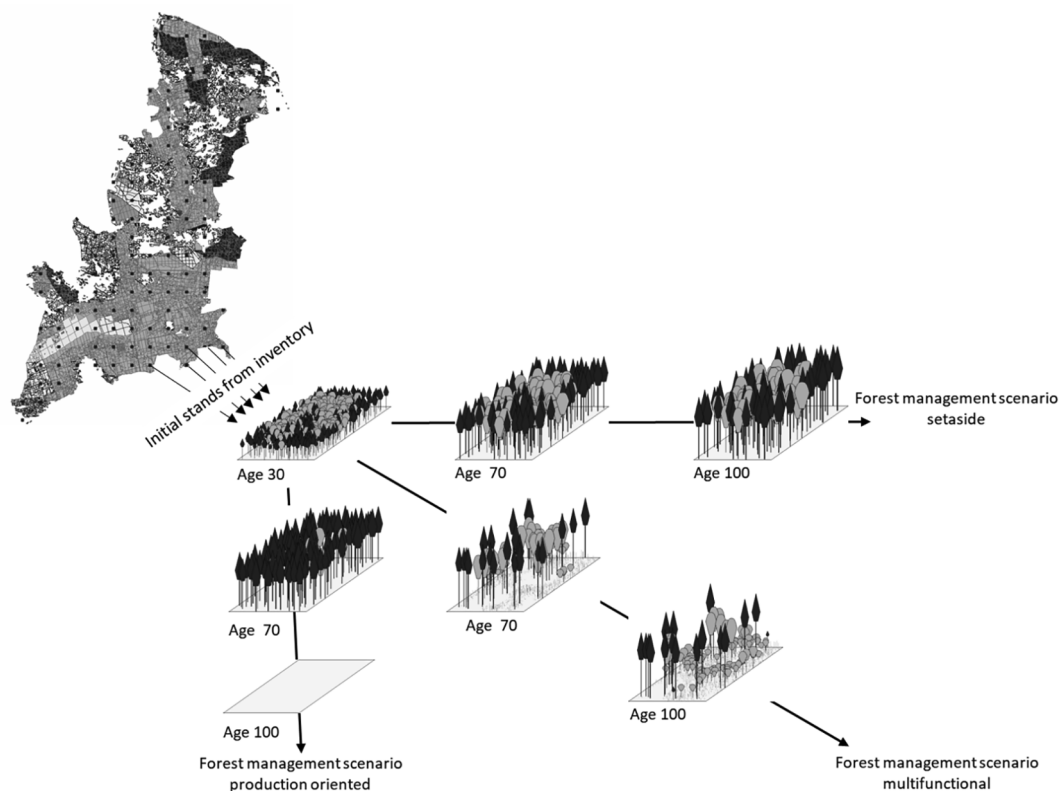 Initial stands from inventory
Age 30
Age 70
Age 100
Forest management scenario
setaside
Age 70
Age 70
Age 100
Age 100
Forest management scenario
production oriented
Forest management scenario
multifunctional